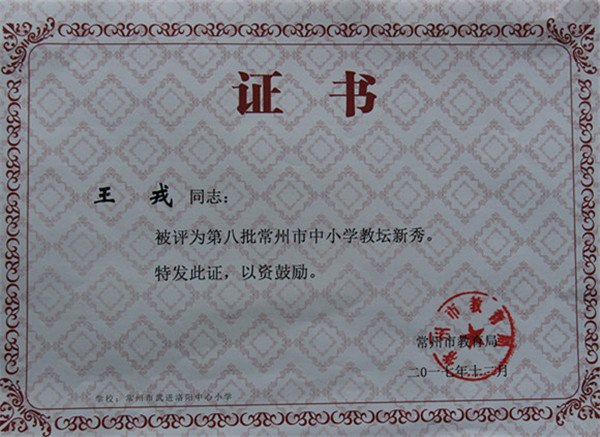 证书
王 戎 同志:
被评为第八批常州市中小学教坛新秀。
特发此证,以资鼓励。
常州市教育局
二0一七年十二月
学校:常州市武进洛阳中心小学